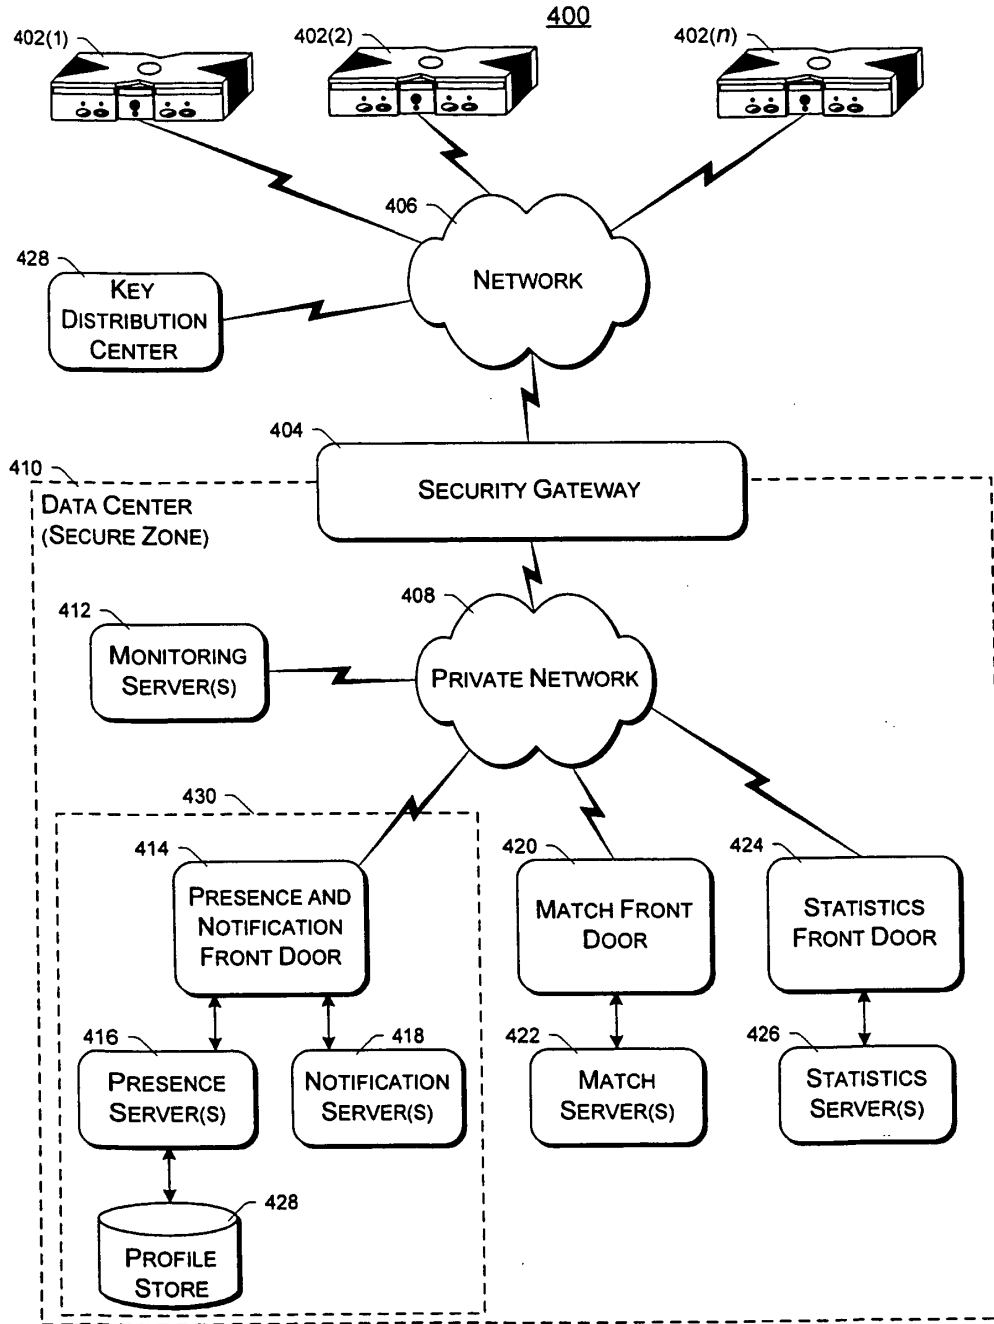 400
402(1)
402(2)
402(n)
406
NETWORK
428
KEY
DISTRIBUTION
CENTER
404
SECURITY GATEWAY
410
DATA CENTER
(SECURE ZONE)
408
PRIVATE NETWORK
412
MONITORING
SERVER(S)
430
414
PRESENCE AND
NOTIFICATION
FRONT DOOR
420
MATCH FRONT
DOOR
424
STATISTICS
FRONT DOOR
416
PRESENCE
SERVER(S)
418
NOTIFICATION
SERVER(S)
422
MATCH
SERVER(S)
426
STATISTICS
SERVER(S)
428
PROFILE
STORE